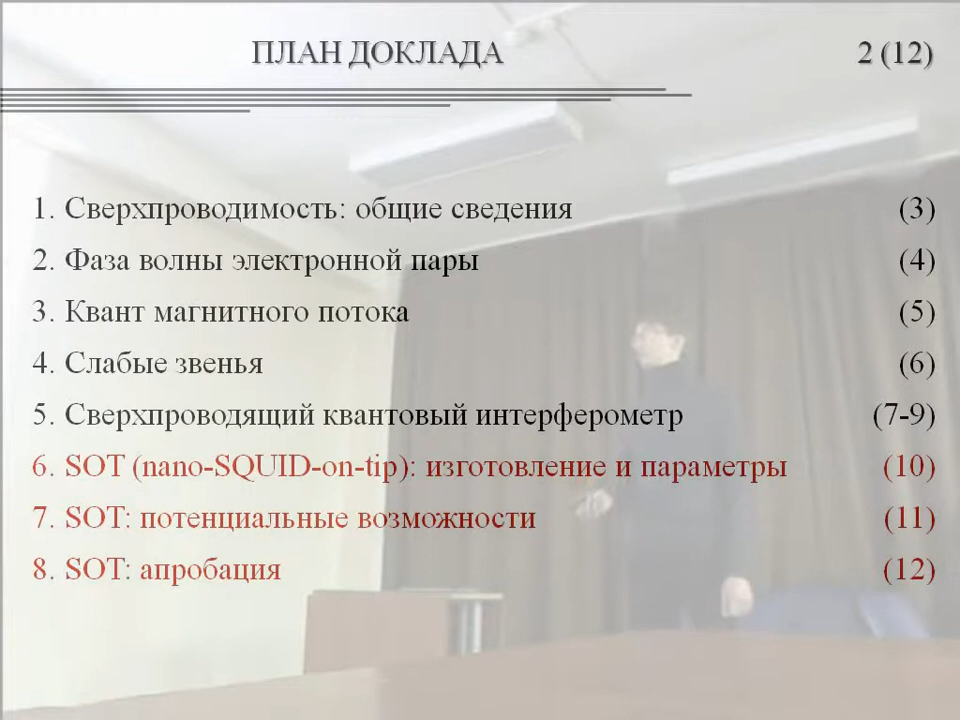 ПЛАН ДОКЛАДА 2 (12)
1. Сверхпроводимость: общие сведения (3)
2. Фаза волны электронной пары (4)
3. Квант магнитного потока (5)
4. Слабые звенья (6)
5. Сверхпроводящий квантовый интерферометр (7-9)
6. SOT (nano-SQUID-on-tip): изготовление и параметры (10)
7. SOT: потенциальные возможности (11)
8. SOT: апробация (12)